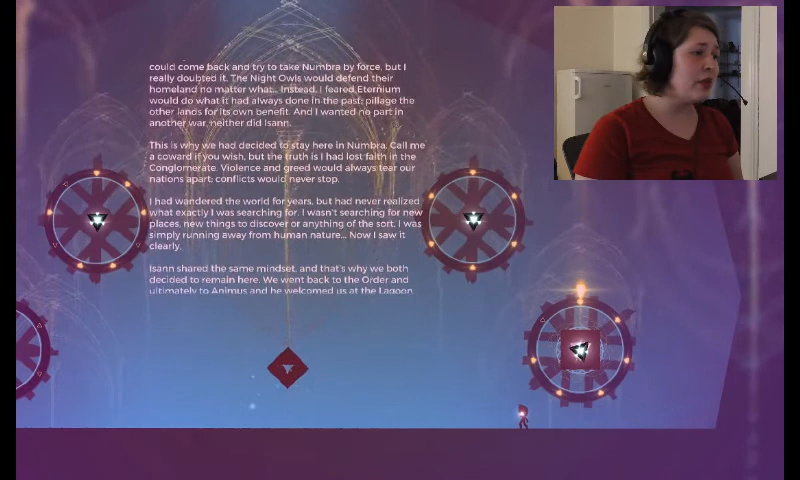 could come back and try to take Numbra by force, but I
really doubted it. The Night Owls would defend their
homeland no matter what... Instead, I feared Eternium
would do what it had always done in the past: pillage the
other lands for its own benefit. And I wanted no part in
another war, neither did Isann.
This is why we had decided to stay here in Numbra. Call me
a coward if you wish, but the truth is I had lost faith in the
Conglomerate. Violence and greed would always tear our
nations apart; conflicts would never stop.
I had wandered the world for years, but had never realized
what exactly I was searching for. I wasn't searching for new
places, new things to discover or anything of the sort. I was
simply running away from human nature... Now I saw it
clearly.
Isann shared the same mindset, and that's why we both
decided to remain here. We went back to the Order and
ultimately to Animus and he welcomed us at the Lagoon